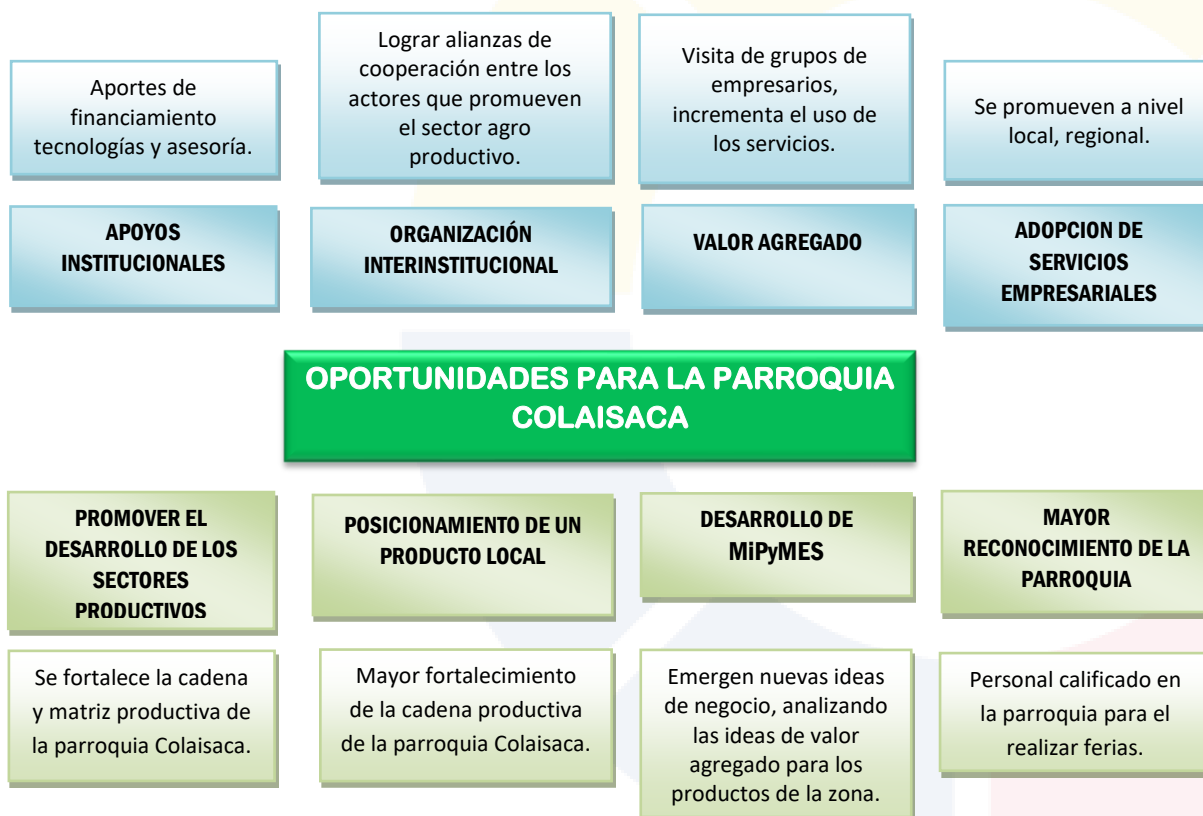 Aportes de
financiamiento
tecnologías y asesoría.
Lograr alianzas de
cooperación entre los
actores que promueven
el sector agro
productivo.
Visita de grupos de
empresarios,
incrementa el uso de
los servicios.
Se promueven a nivel
local, regional.
APOYOS
INSTITUCIONALES
ORGANIZACIÓN
INTERINSTITUCIONAL
VALOR AGREGADO
ADOPCION DE
SERVICIOS
EMPRESARIALES
OPORTUNIDADES PARA LA PARROQUIA
COLAISACA
PROMOVER EL
DESARROLLO DE LOS
SECTORES
PRODUCTIVOS
POSICIONAMIENTO DE UN
PRODUCTO LOCAL
DESARROLLO DE
MiPyMES
MAYOR
RECONOCIMIENTO DE LA
PARROQUIA
Se fortalece la cadena
y matriz productiva de
la parroquia Colaisaca.
Mayor fortalecimiento
de la cadena productiva
de la parroquia Colaisaca.
Emergen nuevas ideas
de negocio, analizando
las ideas de valor
agregado para los
productos de la zona.
Personal calificado en
la parroquia para el
realizar ferias.